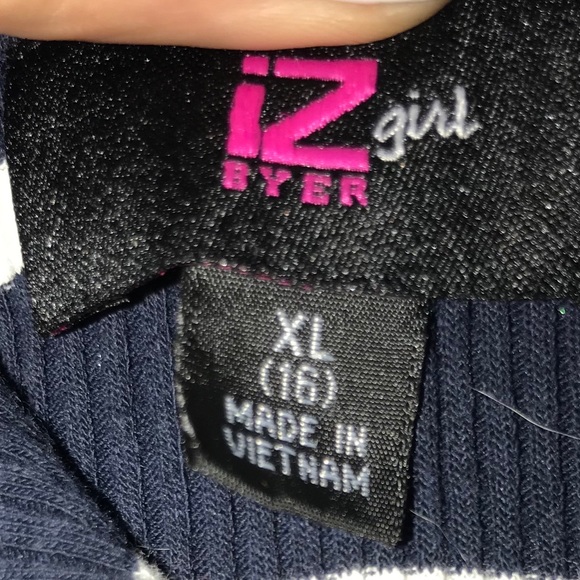 iZ girl
BYER
XL
(16)
MADE IN
VIETNAM